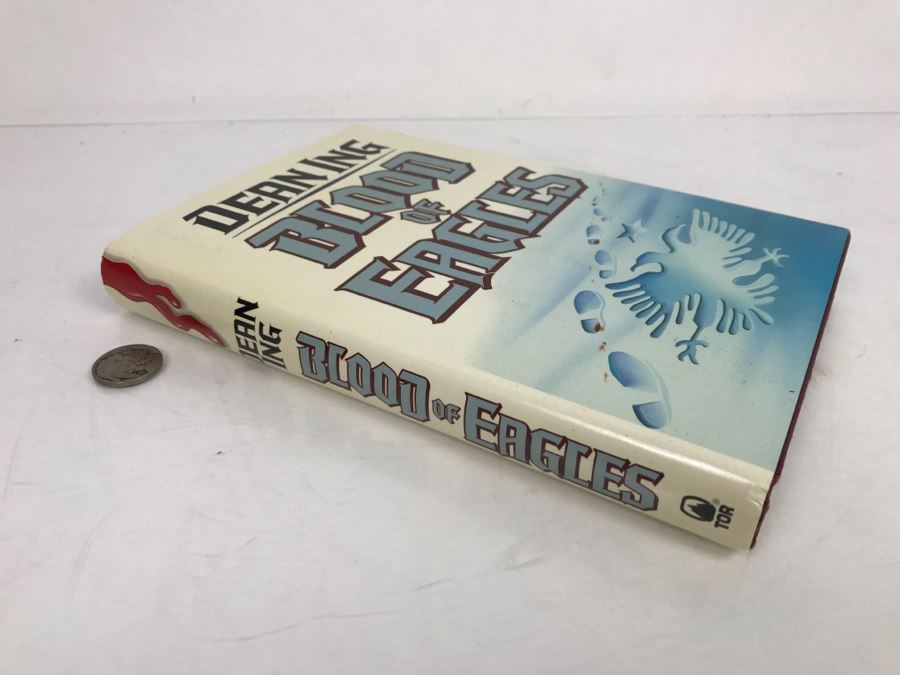 DEAN ING
BLOOD
OF
EAGLES
DEAN
ING
BLOOD OF EAGLES
TOR®